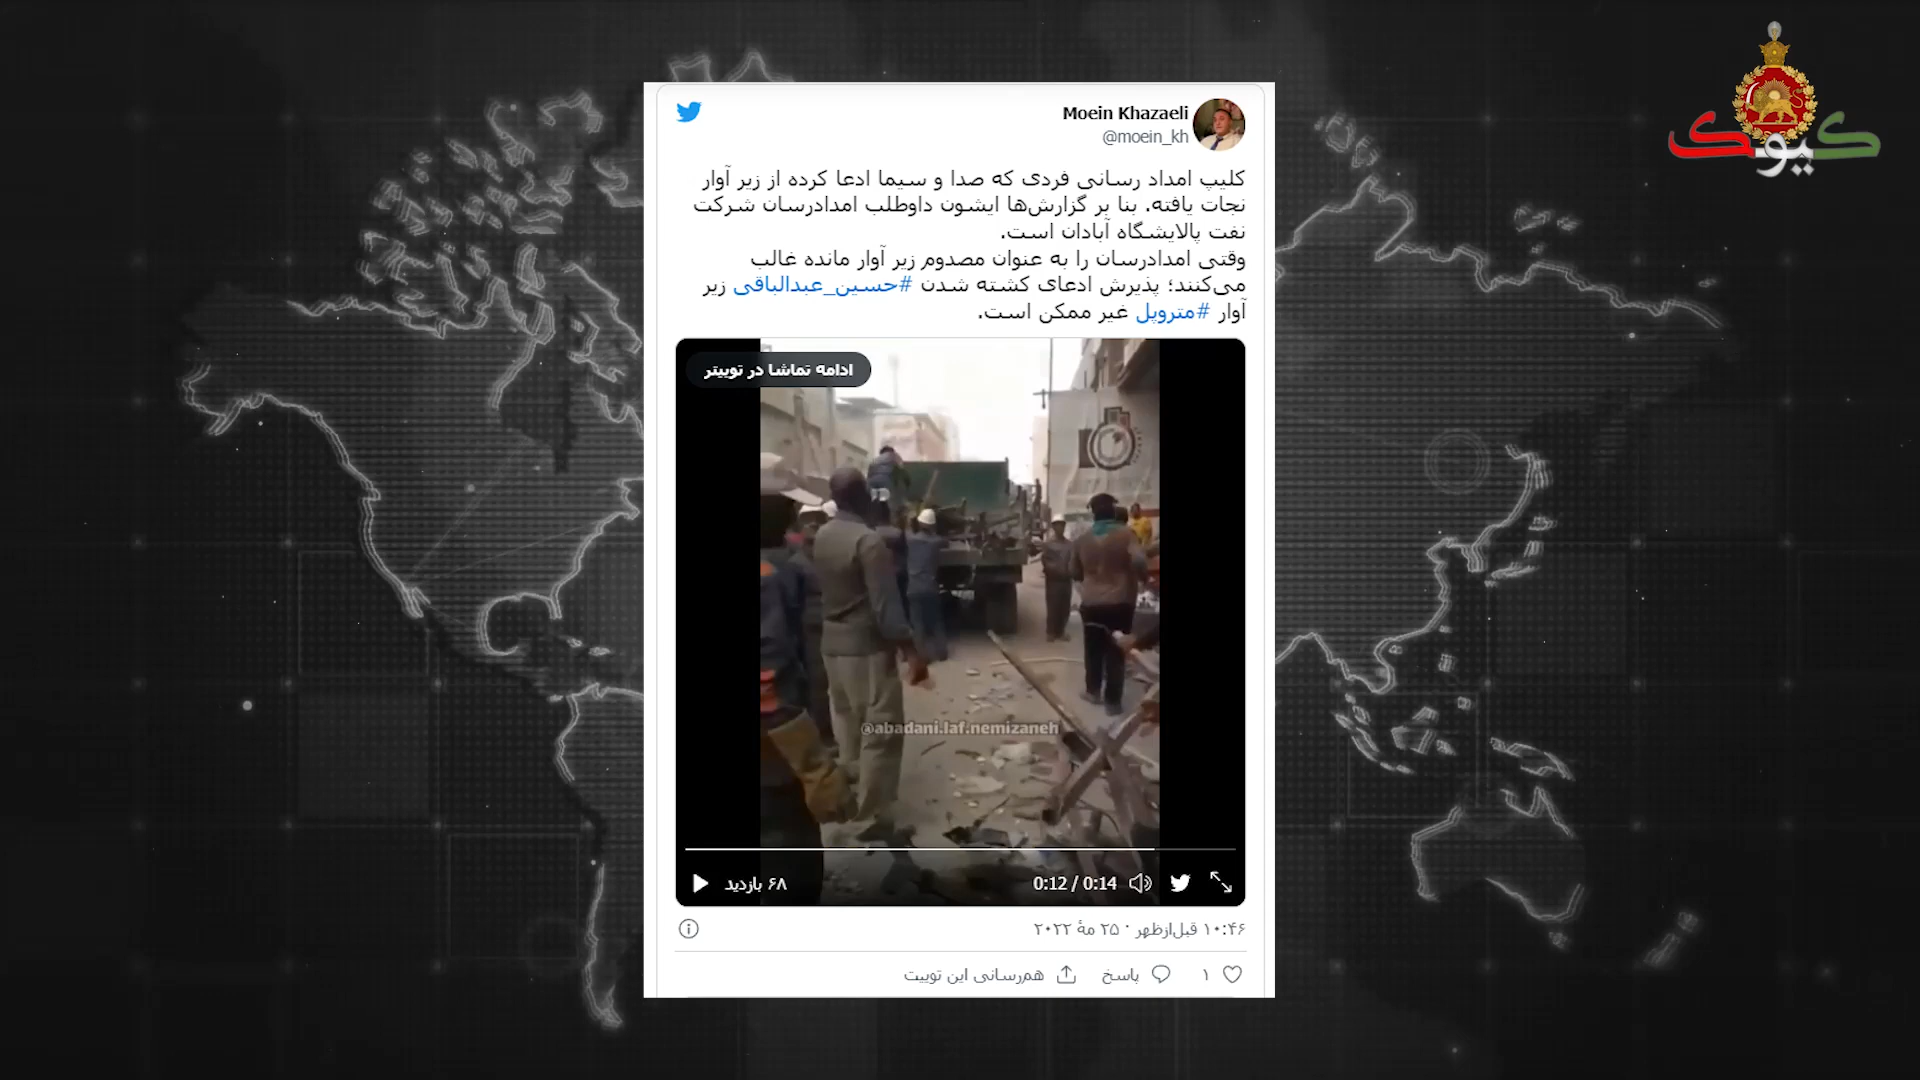 کیوک
Moein Khazaeli
@moein_kh
کلیپ امداد رسانی فردی که صدا و سیما ادعا کرده از زیر آوار
نجات یافته. بنا بر گزارش‌ها ایشون داوطلب امدادرسان شرکت
نفت پالایشگاه آبادان است.
وقتی امدادرسان را به عنوان مصدوم زیر آوار مانده غالب
می‌کنند؛ پذیرش ادعای کشته شدن #حسین_عبدالباقی زیر
آوار #متروپل غیر ممکن است.
ادامه تماشا در توییتر
@abadani.laf.nemizaneh
۶۸ بازدید
0:12 / 0:14
۱۰:۴۶ قبل‌ازظهر · ۲۵ مهٔ ۲۰۲۲
۱
پاسخ
هم‌رسانی این توییت